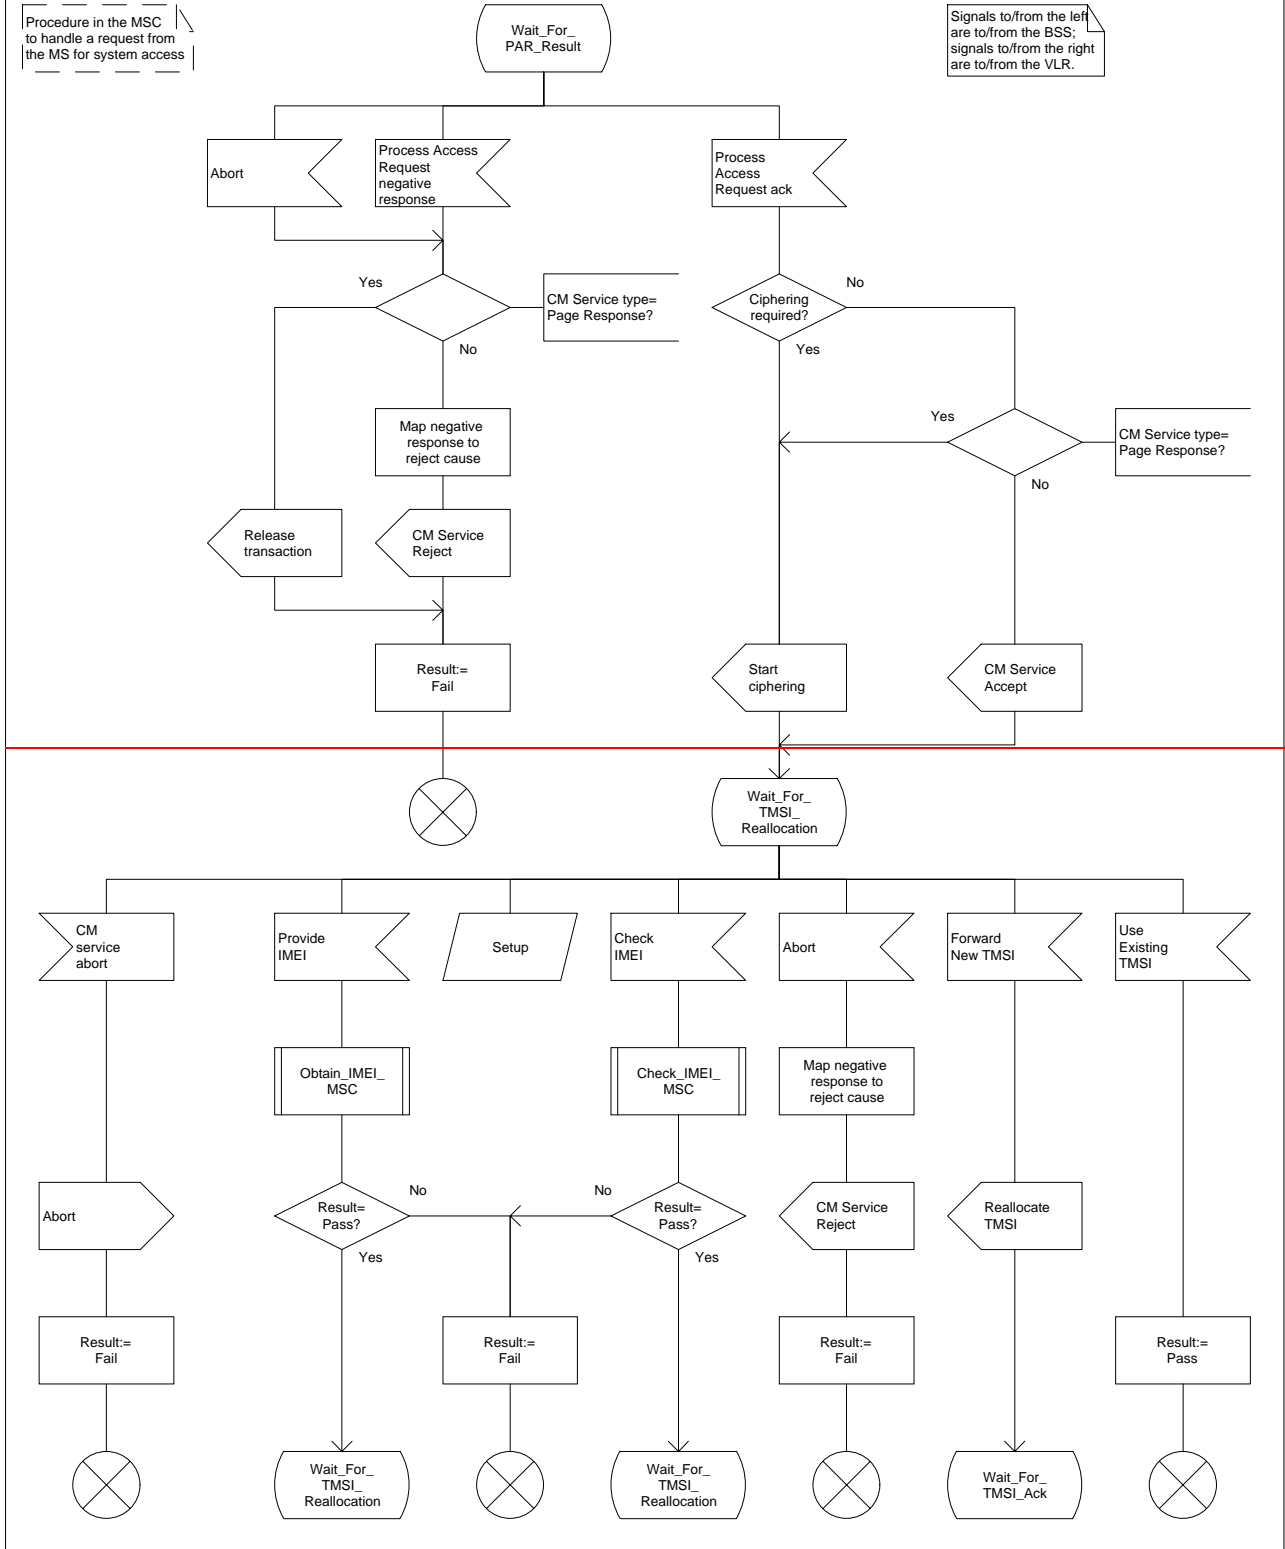 Procedure in the MSC
to handle a request from
the MS for system access
Wait_For_
PAR_Result
Signals to/from the left
are to/from the BSS;
signals to/from the right
are to/from the VLR.
Abort
Process Access
Request
negative
response
Process
Access
Request ack
Yes
CM Service type=
Page Response?
No
Ciphering
required?
No
Yes
Map negative
response to
reject cause
Yes
CM Service type=
Page Response?
No
Release
transaction
CM Service
Reject
Result:=
Fail
Start
ciphering
CM Service
Accept
Wait_For_
TMSI_
Reallocation
CM
service
abort
Provide
IMEI
Setup
Check
IMEI
Abort
Forward
New TMSI
Use
Existing
TMSI
Obtain_IMEI_
MSC
Check_IMEI_
MSC
Map negative
response to
reject cause
Abort
Result=
Pass?
No
Yes
No
Result=
Pass?
Yes
CM Service
Reject
Reallocate
TMSI
Result:=
Fail
Result:=
Fail
Result:=
Fail
Result:=
Pass
Wait_For_
TMSI_
Reallocation
Wait_For_
TMSI_
Reallocation
Wait_For_
TMSI_Ack